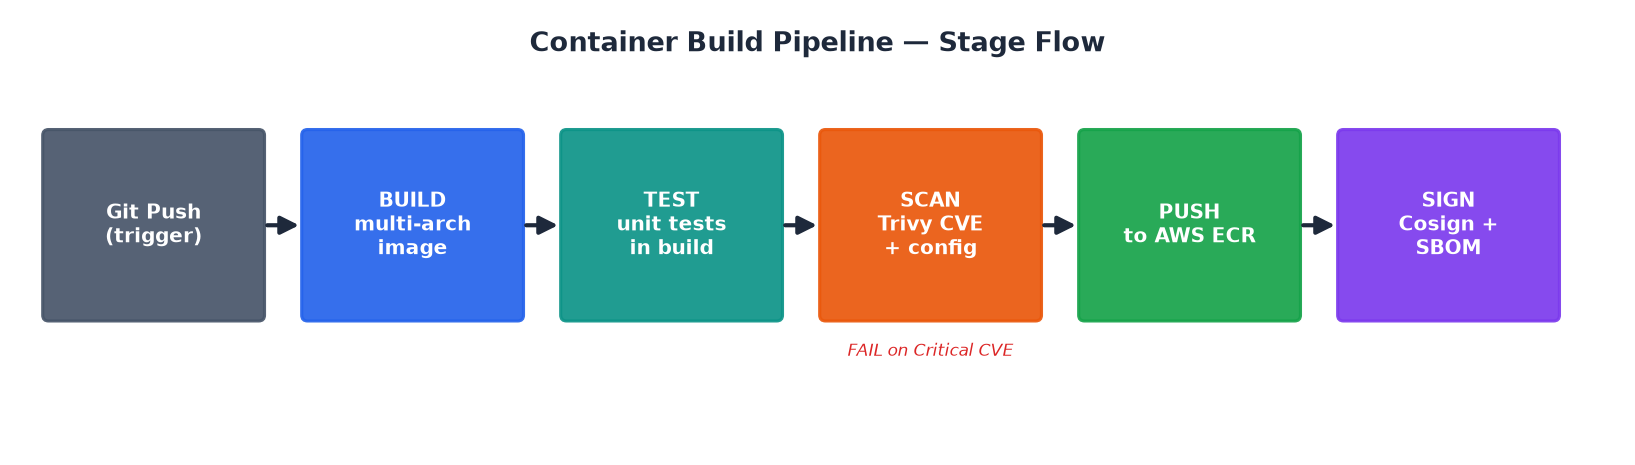 Container Build Pipeline — Stage Flow
Git Push
(trigger)
BUILD
multi-arch
image
TEST
unit tests
in build
SCAN
Trivy CVE
+ config
PUSH
to AWS ECR
SIGN
Cosign +
SBOM
FAIL on Critical CVE